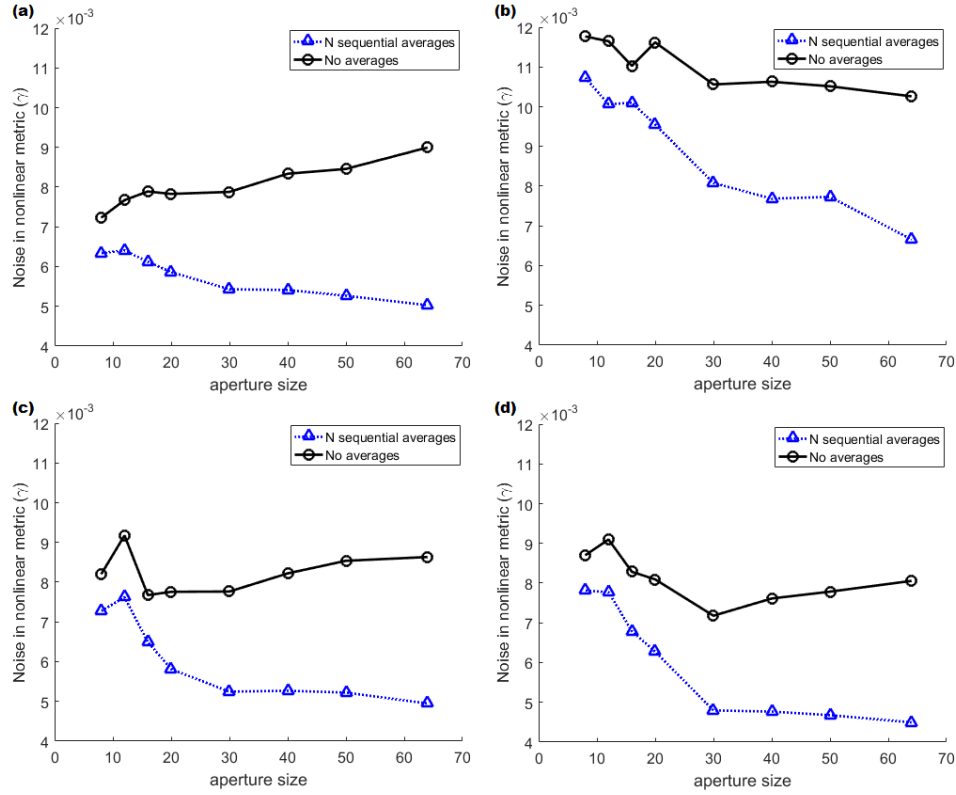 (a)
×10-3
12
11
10
9
8
7
6
5
4
Noise in nonlinear metric (γ)
N sequential averages
No averages
0 10 20 30 40 50 60 70
aperture size
(b)
×10-3
12
11
10
9
8
7
6
5
4
Noise in nonlinear metric (γ)
N sequential averages
No averages
0 10 20 30 40 50 60 70
aperture size
(c)
×10-3
12
11
10
9
8
7
6
5
4
Noise in nonlinear metric (γ)
N sequential averages
No averages
0 10 20 30 40 50 60 70
aperture size
(d)
×10-3
12
11
10
9
8
7
6
5
4
Noise in nonlinear metric (γ)
N sequential averages
No averages
0 10 20 30 40 50 60 70
aperture size